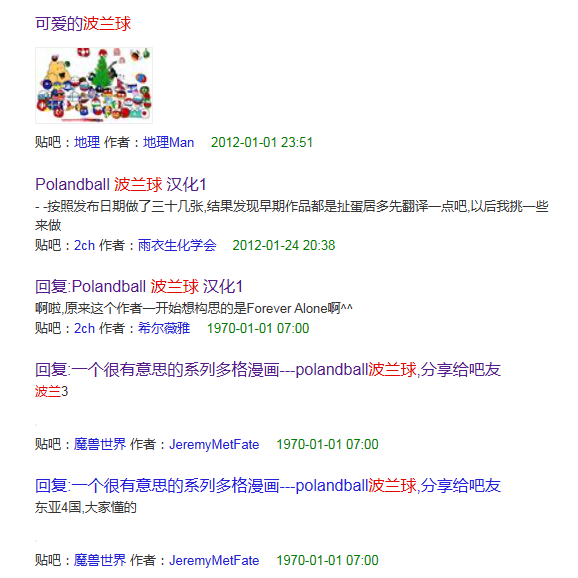 可爱的波兰球
贴吧：地理 作者：地理Man 2012-01-01 23:51
Polandball 波兰球 汉化1
- -按照发布日期做了三十几张,结果发现早期作品都是扯蛋居多先翻译一点吧,以后我挑一些
来做
贴吧：2ch 作者：雨衣生化学会 2012-01-24 20:38
回复:Polandball 波兰球 汉化1
啊啦,原来这个作者一开始想构思的是Forever Alone啊^^
贴吧：2ch 作者：希尔薇雅 1970-01-01 07:00
回复:一个很有意思的系列多格漫画---polandball波兰球,分享给吧友
波兰3
.
贴吧：魔兽世界 作者：JeremyMetFate 1970-01-01 07:00
回复:一个很有意思的系列多格漫画---polandball波兰球,分享给吧友
东亚4国,大家懂的
.
贴吧：魔兽世界 作者：JeremyMetFate 1970-01-01 07:00